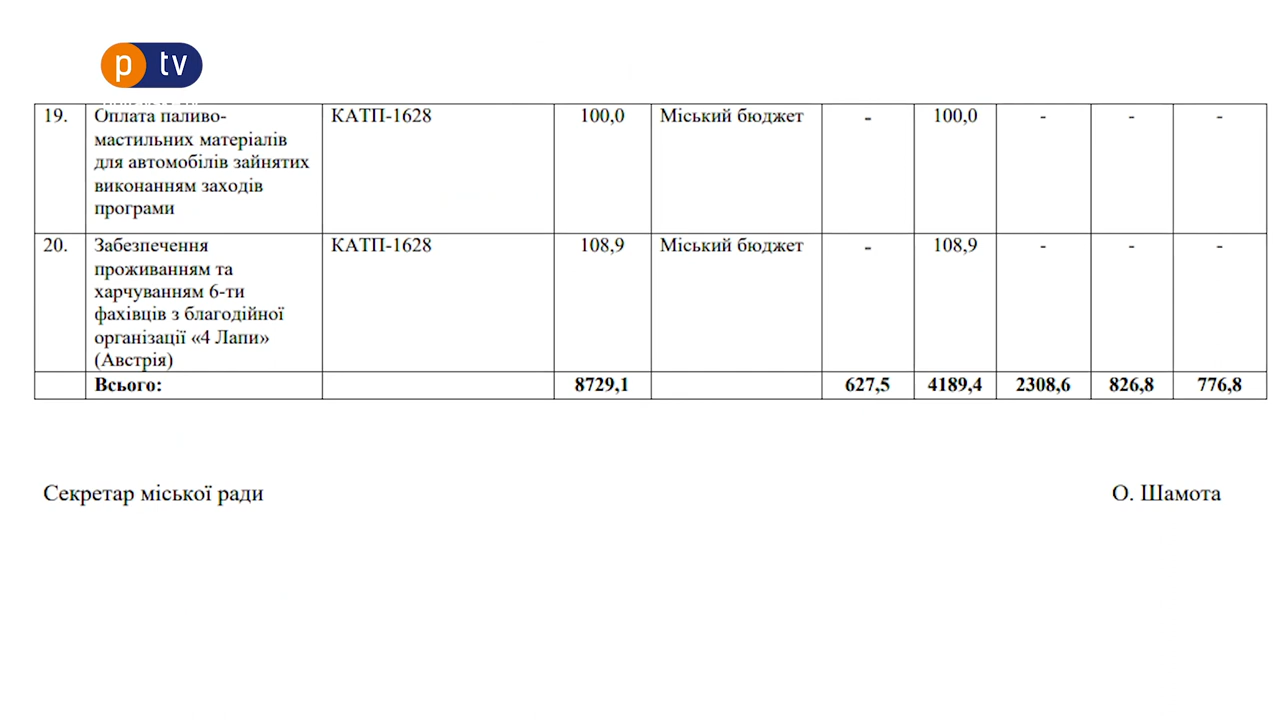 p tv
19. Оплата паливо- КАТП-1628 100,0 Міський бюджет - 100,0 - - -
мастильних матеріалів
для автомобілів зайнятих
виконанням заходів
програми
20. Забезпечення КАТП-1628 108,9 Міський бюджет - 108,9 - - -
проживанням та
харчуванням 6-ти
фахівців з благодійної
організації «4 Лапи»
(Австрія)
Всього: 8729,1 627,5 4189,4 2308,6 826,8 776,8
Секретар міської ради О. Шамота